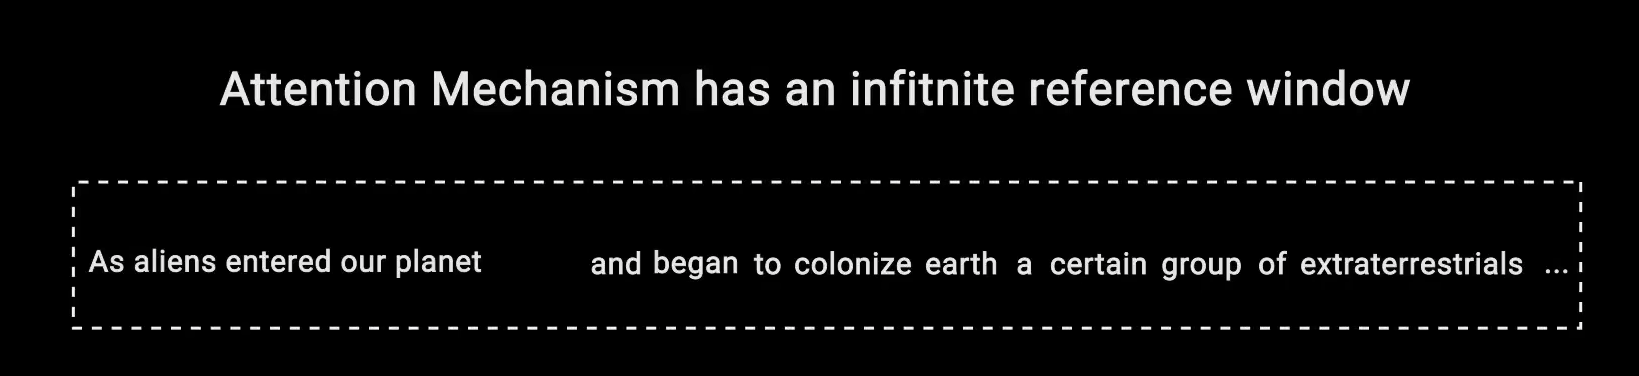 Attention Mechanism has an infitnite reference window
As aliens entered our planet and began to colonize earth a certain group of extraterrestrials ...